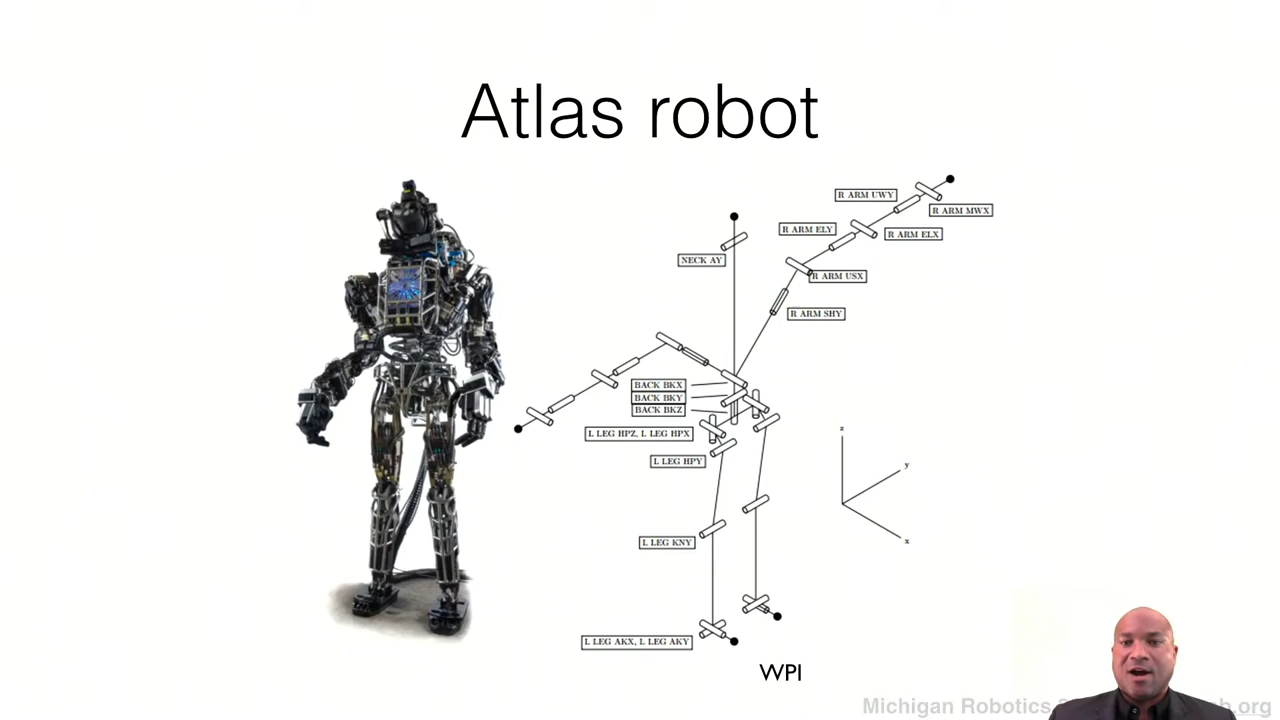 Atlas robot
R ARM UWY
R ARM MWX
R ARM ELY
R ARM ELX
NECK AY
R ARM USX
R ARM SHY
BACK BKX
BACK BKY
BACK BKZ
L LEG HPZ, L LEG HPX
L LEG HPY
z
y
x
L LEG KNY
L LEG AKX, L LEG AKY
WPI
Michigan Robotics